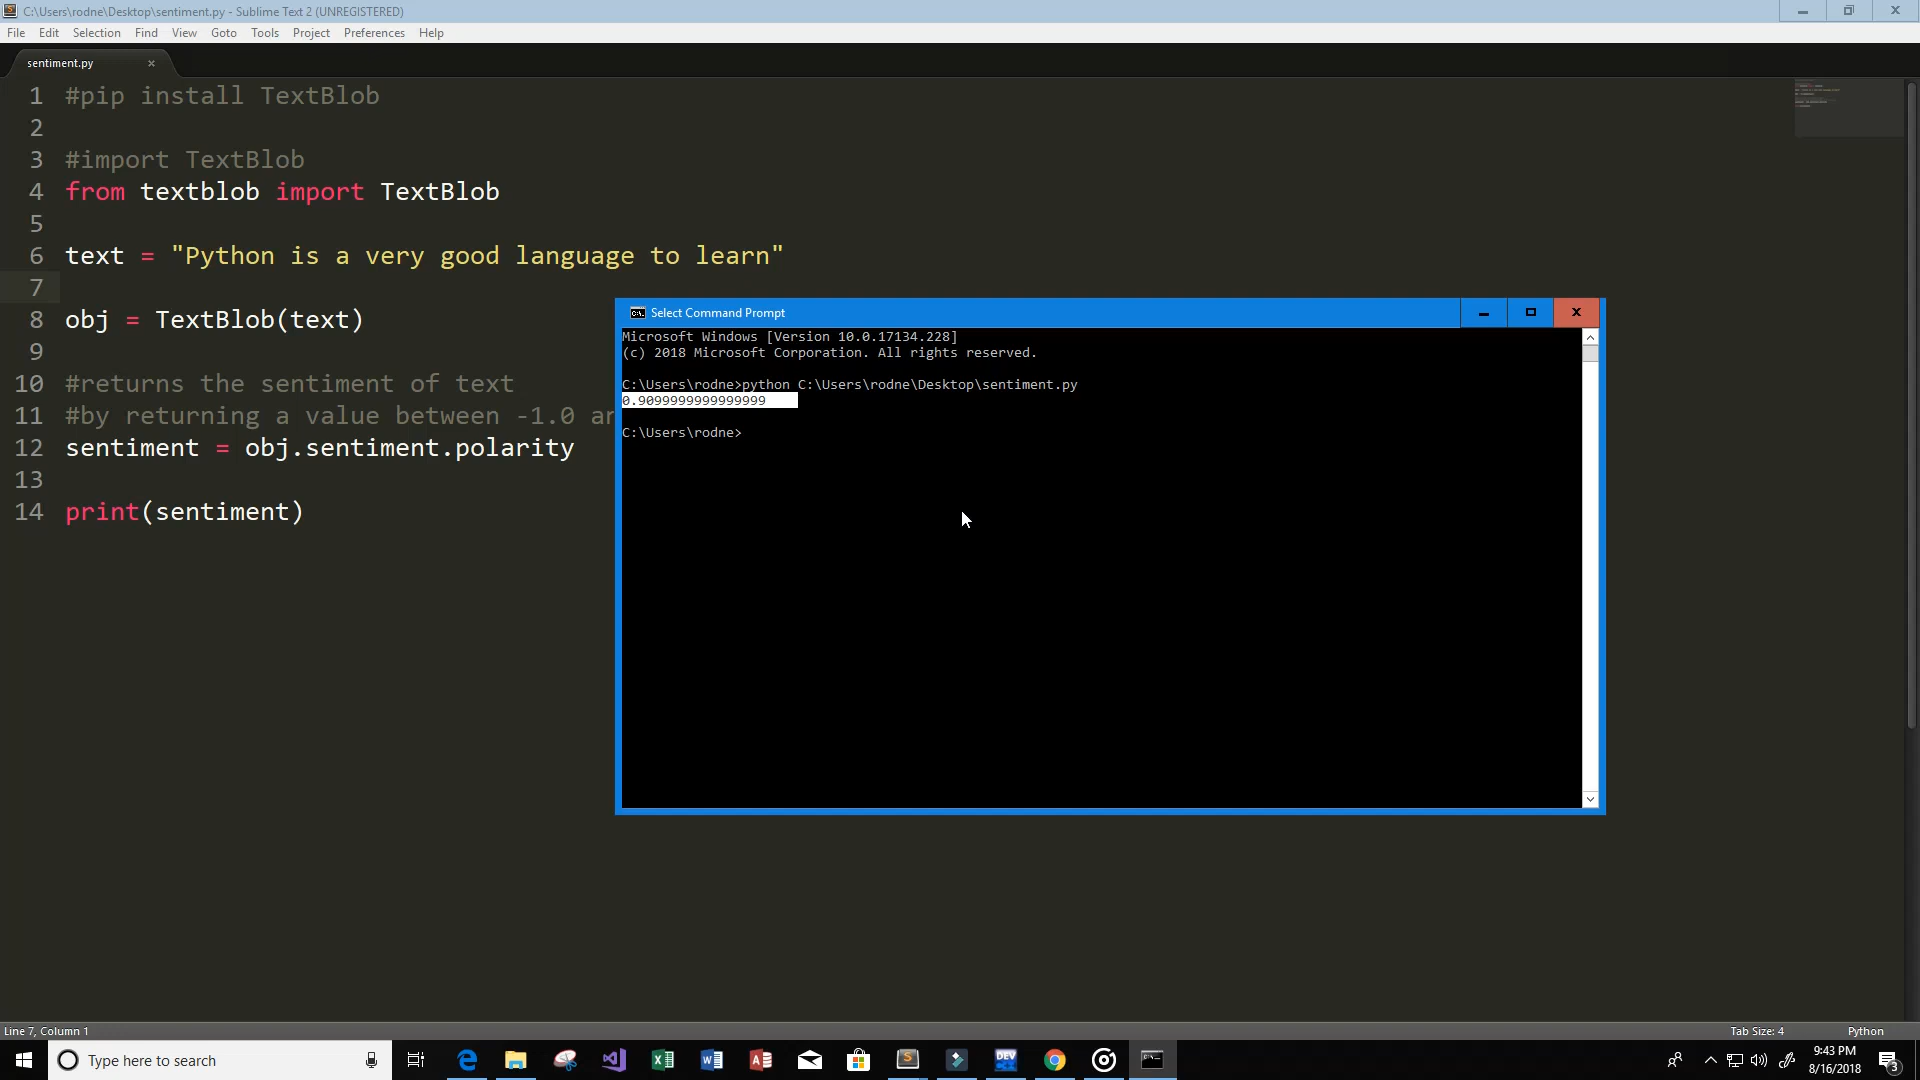 C:\Users\rodne\Desktop\sentiment.py - Sublime Text 2 (UNREGISTERED)
File Edit Selection Find View Goto Tools Project Preferences Help
sentiment.py
1 #pip install TextBlob
2
3 #import TextBlob
4 from textblob import TextBlob
5
6 text = "Python is a very good language to learn"
7
8 obj = TextBlob(text)
9
10 #returns the sentiment of text
11 #by returning a value between -1.0 an
12 sentiment = obj.sentiment.polarity
13
14 print(sentiment)
Select Command Prompt
Microsoft Windows [Version 10.0.17134.228]
(c) 2018 Microsoft Corporation. All rights reserved.
C:\Users\rodne>python C:\Users\rodne\Desktop\sentiment.py
0.9099999999999999
C:\Users\rodne>
Line 7, Column 1
Tab Size: 4 Python
Type here to search
DEV
9:43 PM
8/16/2018
3